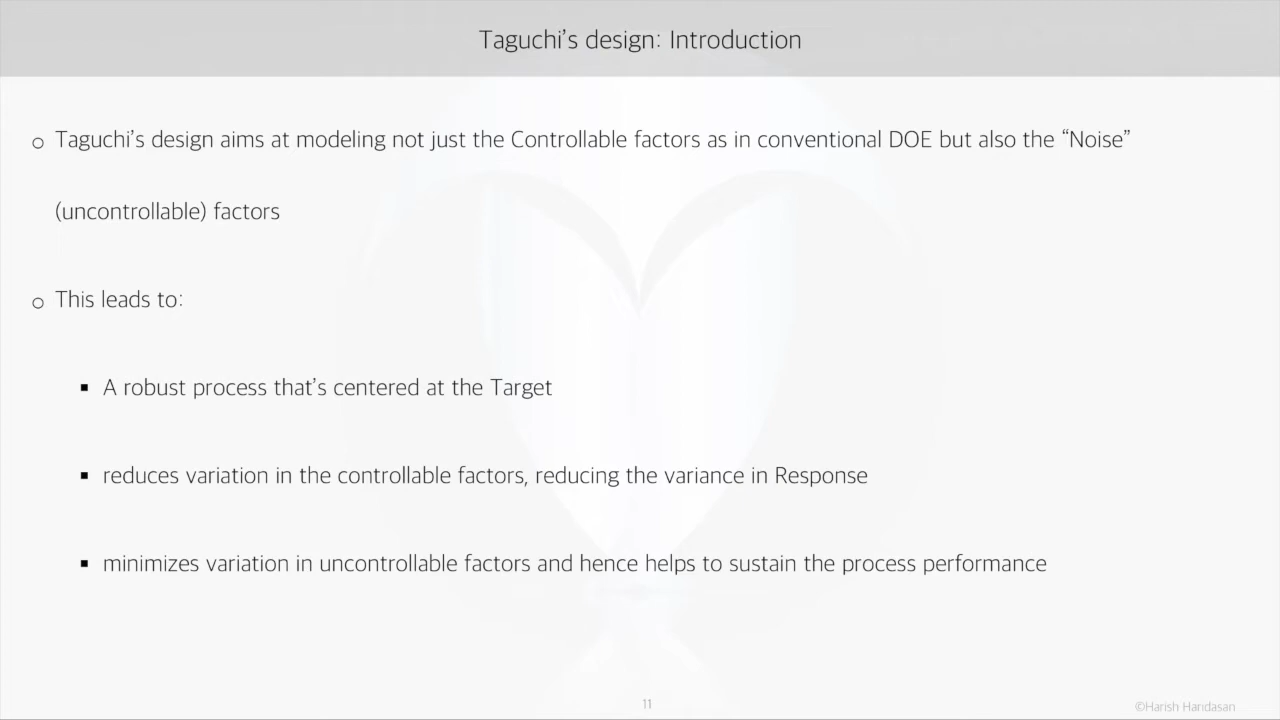 Taguchi’s design: Introduction
Taguchi’s design aims at modeling not just the Controllable factors as in conventional DOE but also the “Noise”
(uncontrollable) factors
This leads to:
A robust process that’s centered at the Target
reduces variation in the controllable factors, reducing the variance in Response
minimizes variation in uncontrollable factors and hence helps to sustain the process performance
11
©Harish Haridasan